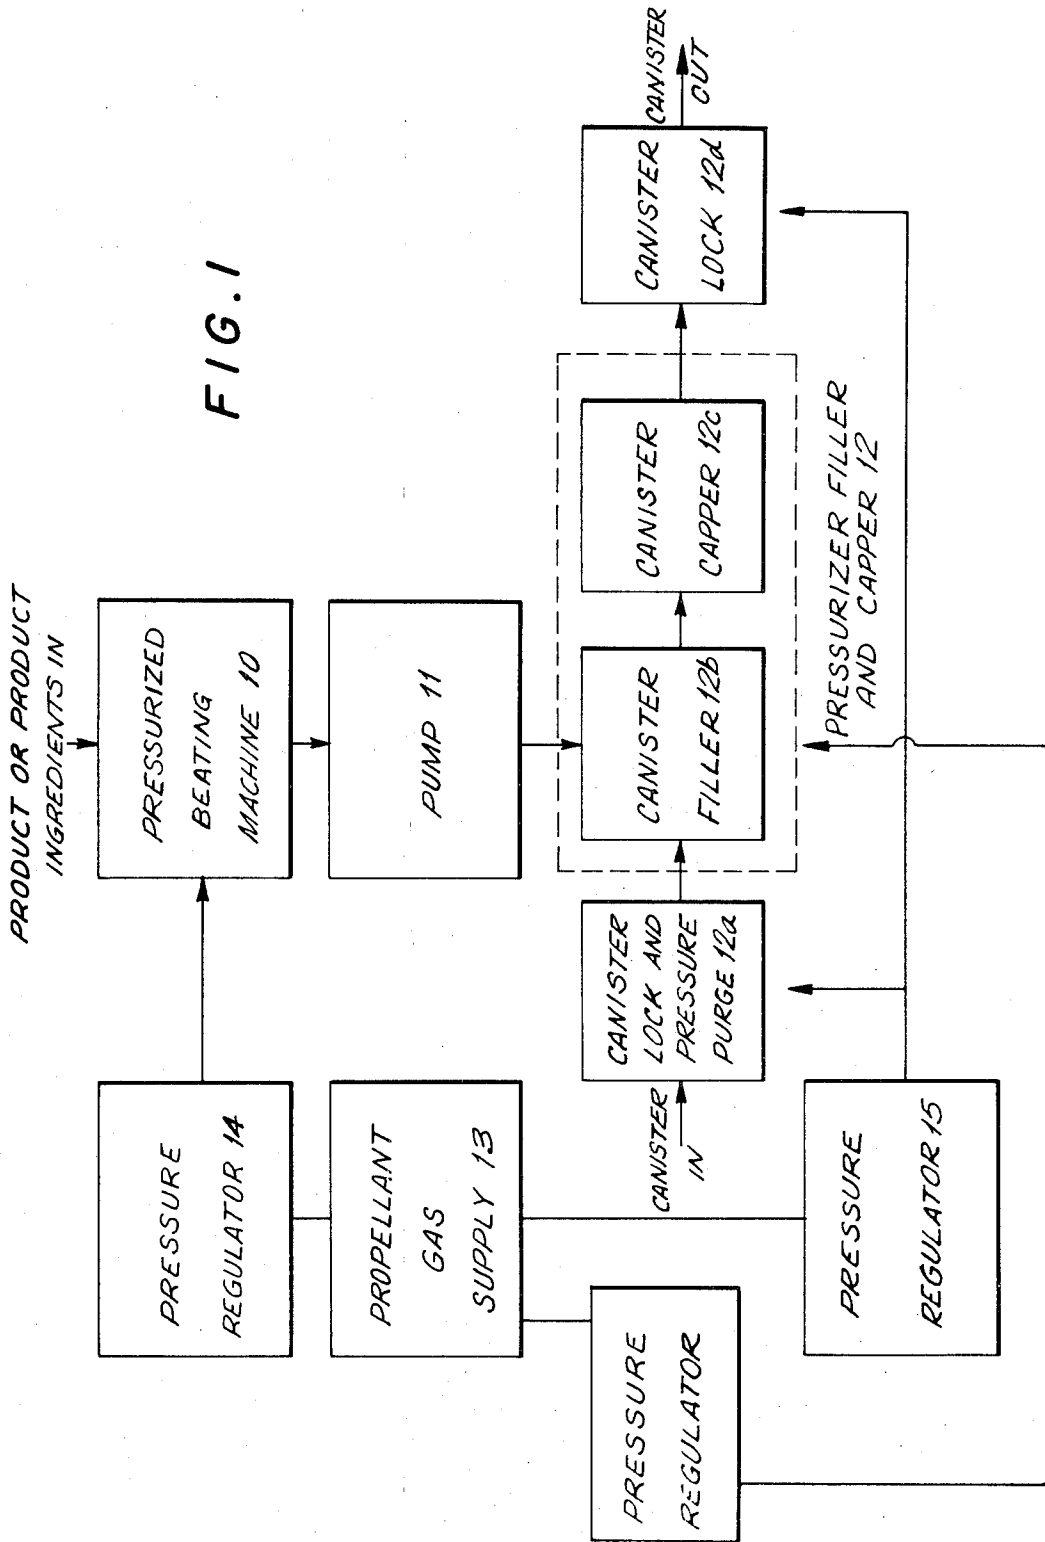 FIG.1
PRODUCT OR PRODUCT
INGREDIENTS IN
PRESSURIZED
BEATING
MACHINE 10
PRESSURE
REGULATOR 14
PUMP 11
PROPELLANT
GAS
SUPPLY 13
CANISTER
IN
CANISTER
LOCK AND
PRESSURE
PURGE 12a
CANISTER
FILLER 12b
CANISTER
CAPPER 12c
CANISTER
LOCK 12d
CANISTER
OUT
PRESSURIZER FILLER
AND CAPPER 12
PRESSURE
REGULATOR
PRESSURE
REGULATOR 15